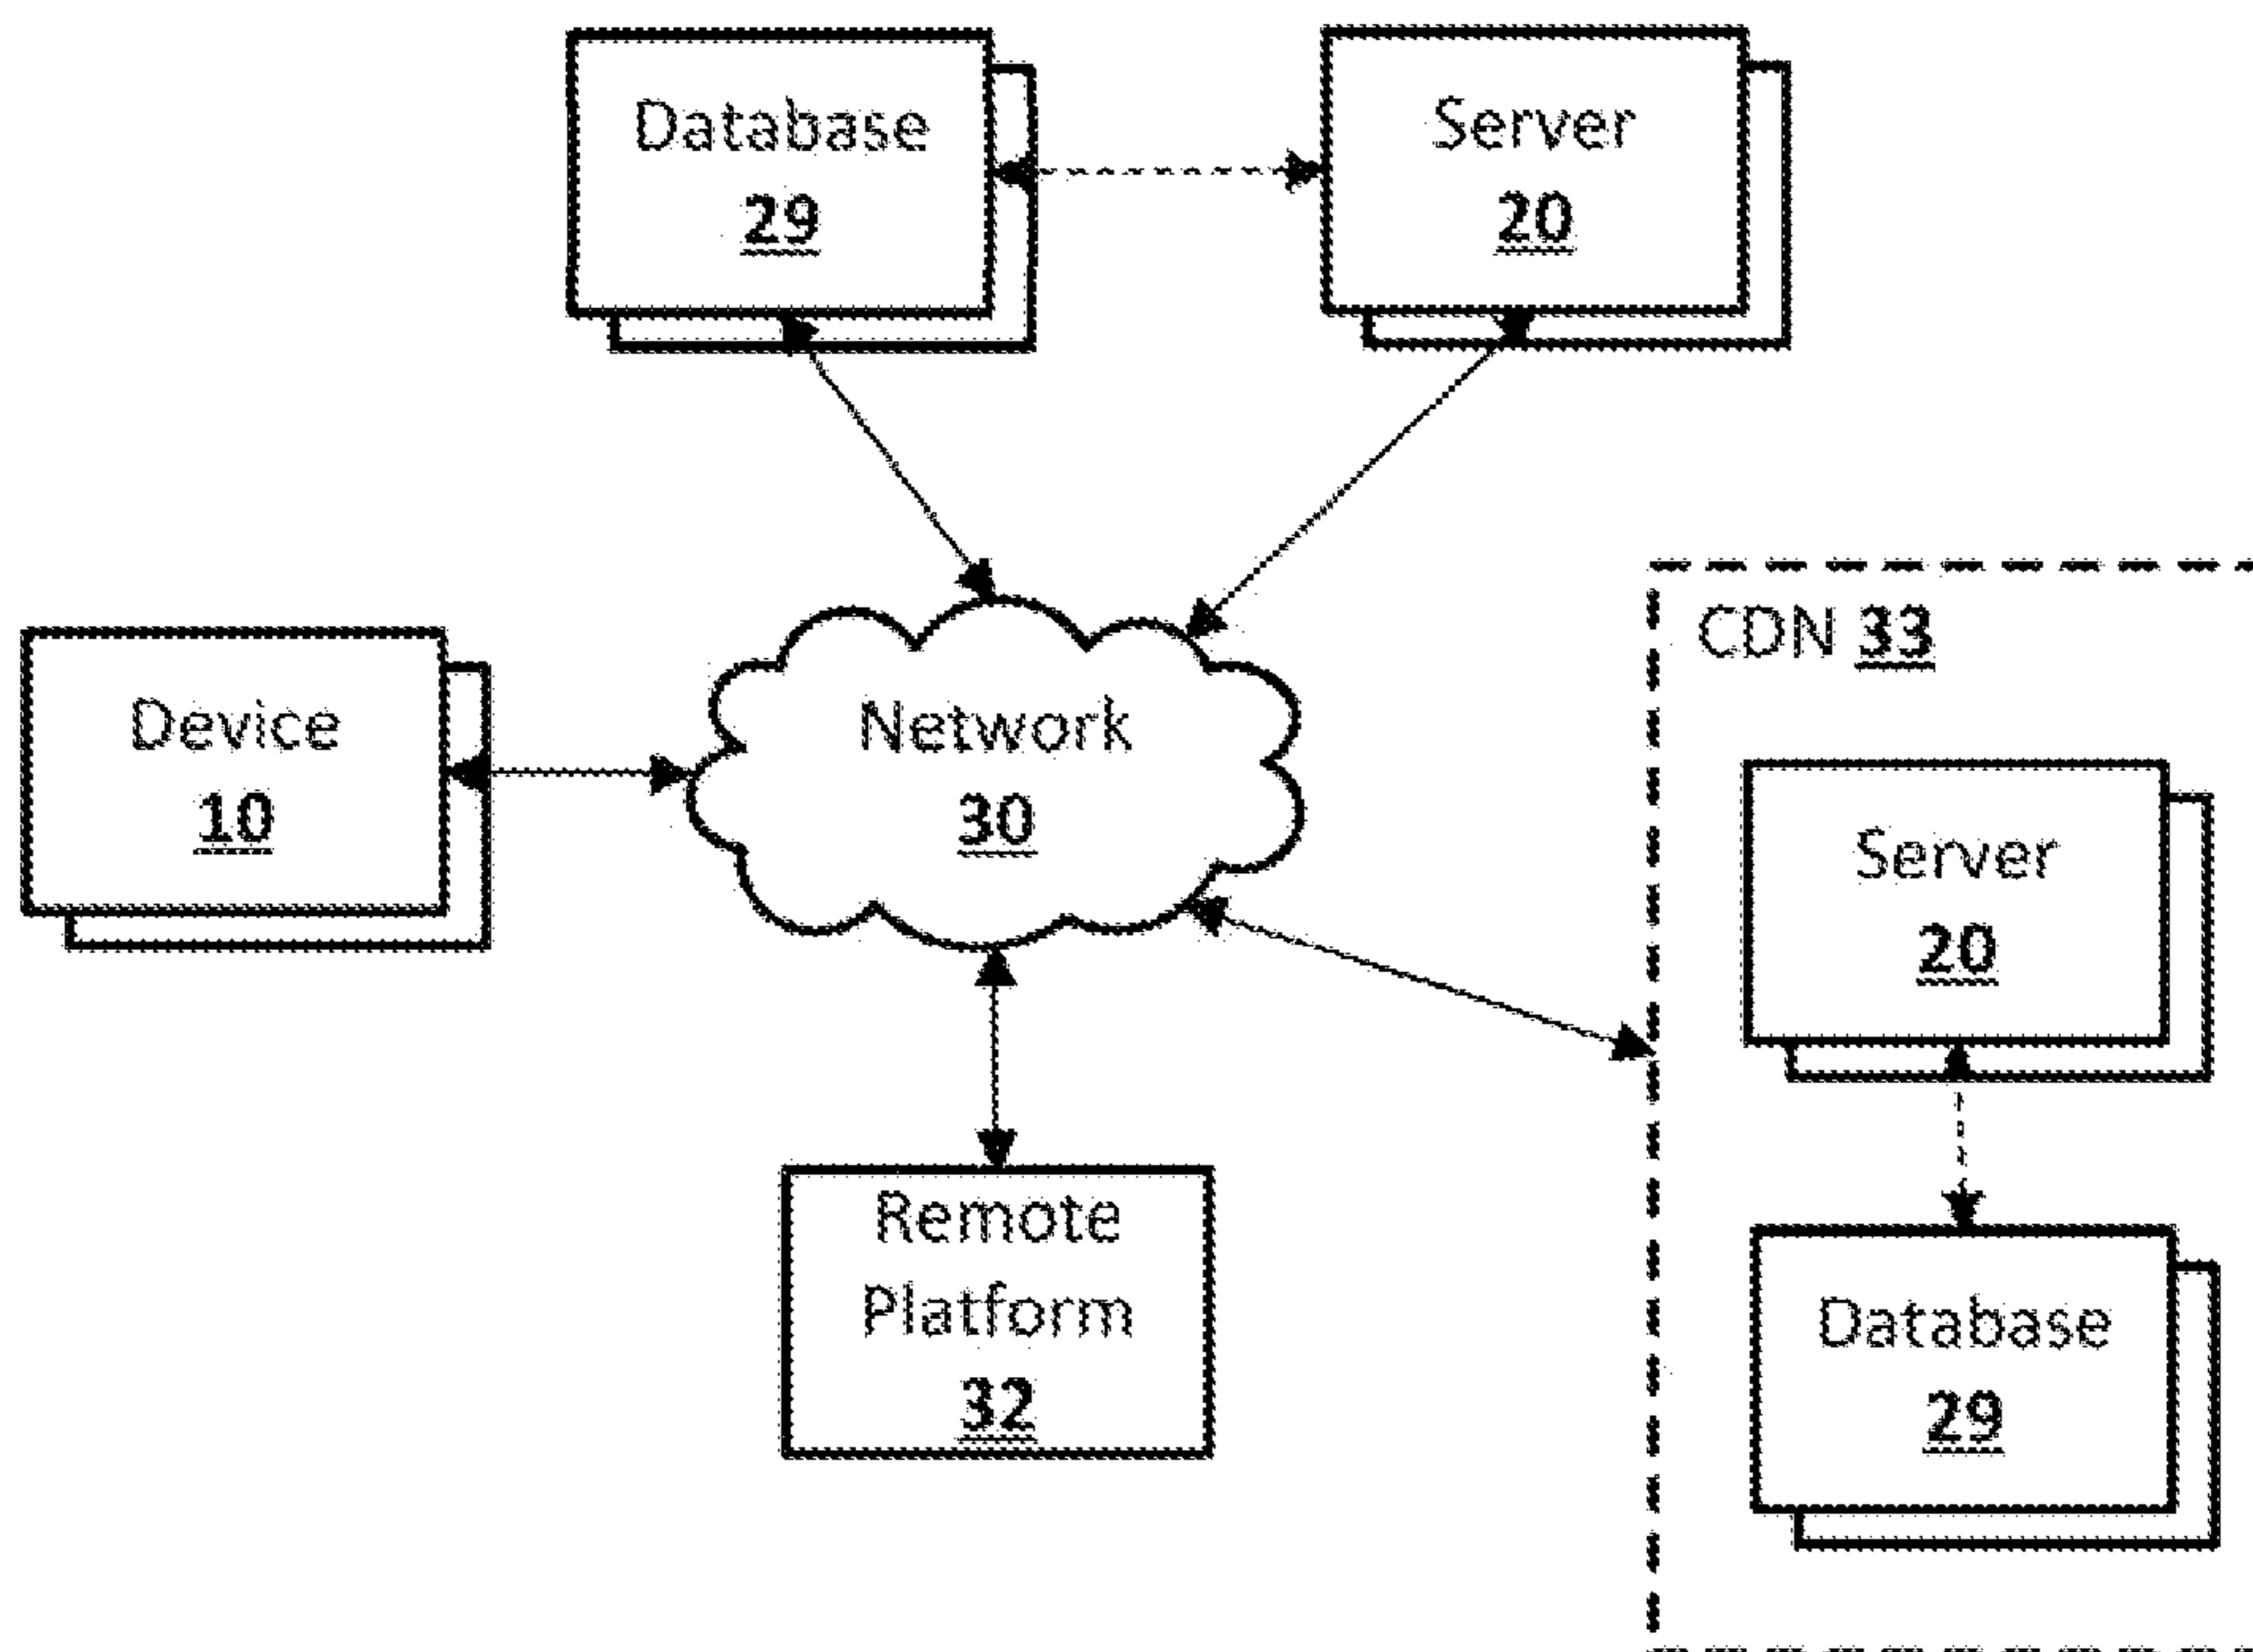 Database
29
Server
20
Device
10
Network
30
CDN 33
Server
20
Remote
Platform
32
Database
29